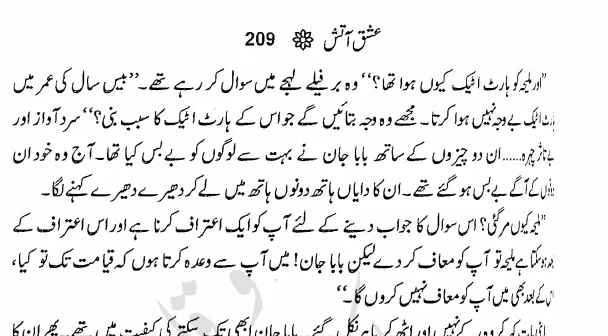 عشق آتش ❁ 209
"اور ملیحہ کو ہارٹ اٹیک کیوں ہوا تھا؟" وہ برفیلے لہجے میں سوال کر رہے تھے۔ "بیس سال کی عمر میں
ہارٹ اٹیک بے وجہ نہیں ہوا کرتا۔ مجھے وہ وجہ بتائیں گے جو اس کے ہارٹ اٹیک کا سبب بنی؟" سرد آواز اور
بے تاثر چہرہ...... ان دو چیزوں کے ساتھ بابا جان نے بہت سے لوگوں کو بے بس کیا تھا۔ آج وہ خود ان
کے آگے بے بس ہو گئے تھے۔ ان کا دایاں ہاتھ دونوں ہاتھ میں لے کر دھیرے دھیرے کہنے لگا۔
"ملیحہ کیوں مر گئی؟ اس سوال کا جواب دینے کے لئے آپ کو ایک اعتراف کرنا ہے اور اس اعتراف کے
بعد ہو سکتا ہے ملیحہ تو آپ کو معاف کر دے لیکن بابا جان! میں آپ سے وعدہ کرتا ہوں کہ قیامت تک تو کیا،
اس کے بعد بھی میں آپ کو معاف نہیں کروں گا۔"